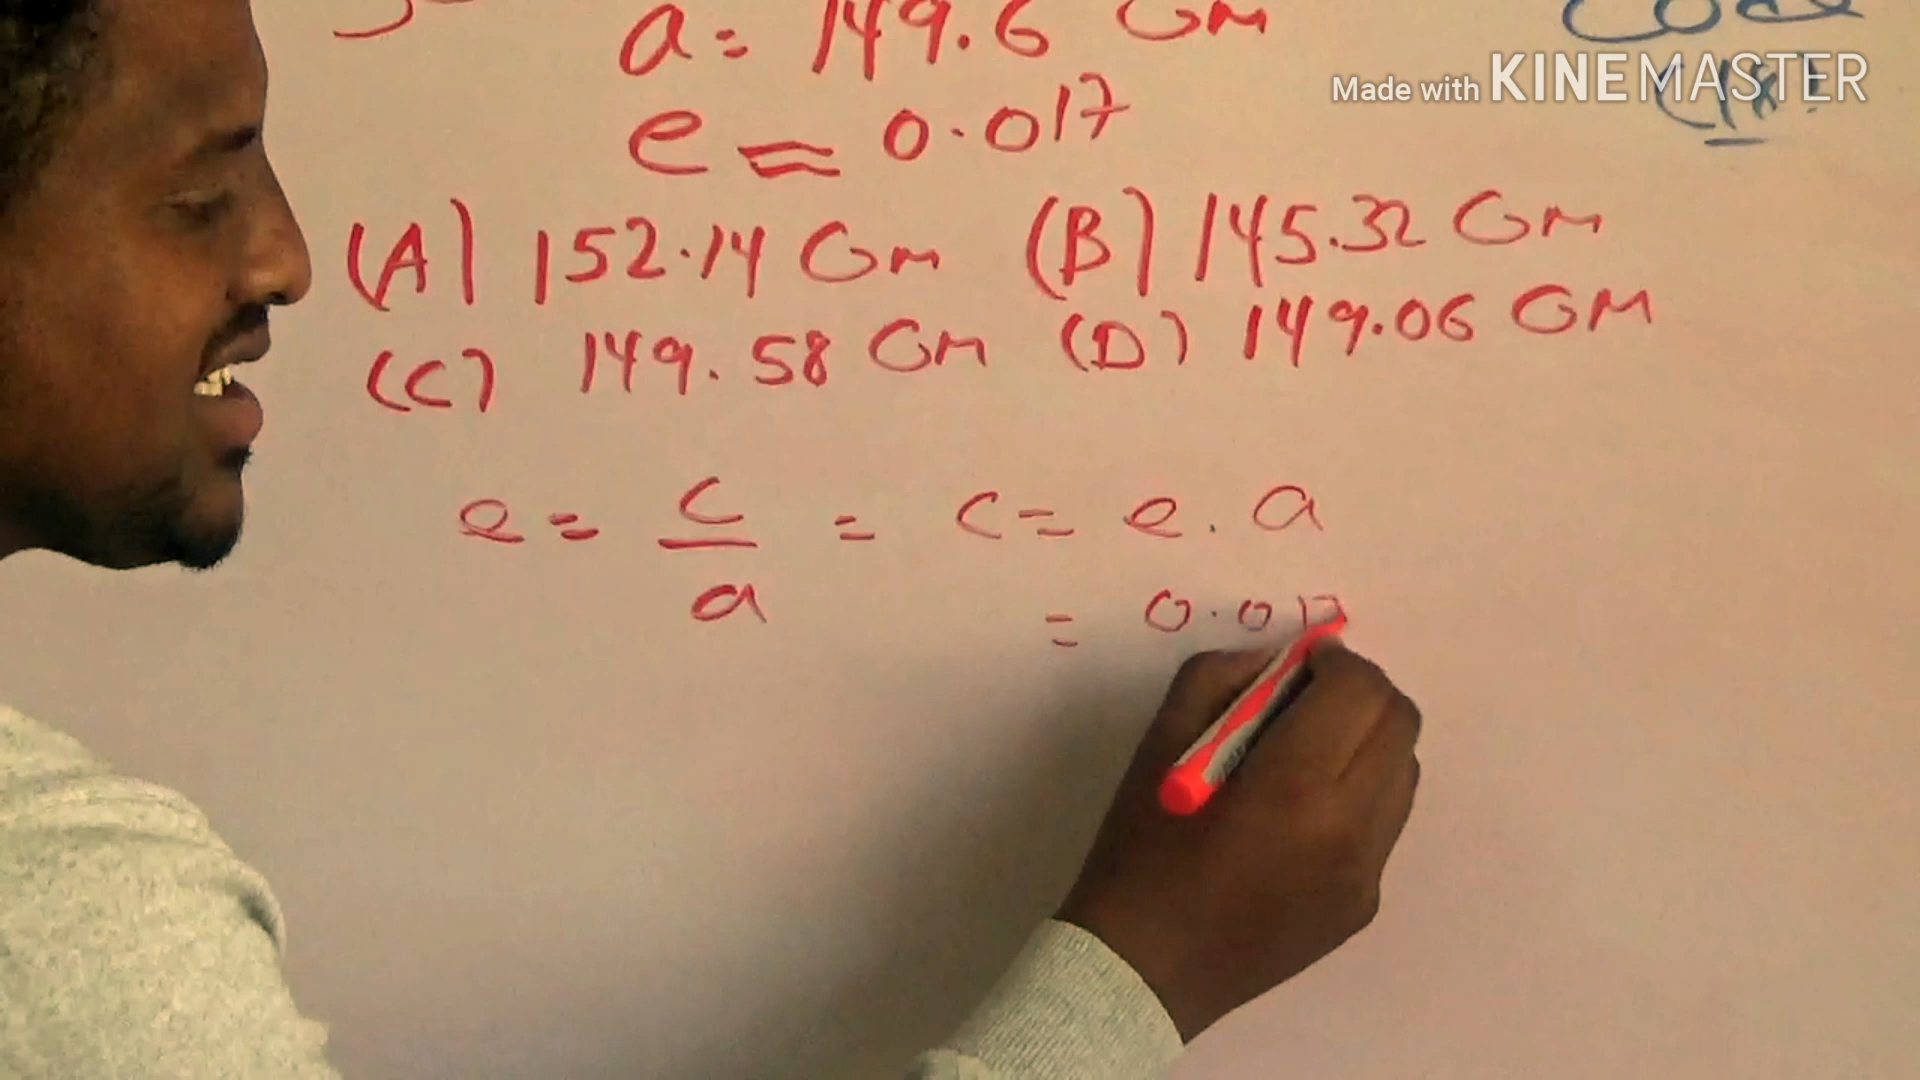 a = 149.6 Gm
Made with KINEMASTER
e = 0.017
(A) 152.14 Gm (B) 145.32 Gm
(C) 149.58 Gm (D) 149.06 GM
e = c/a = c = e . a
= 0.017